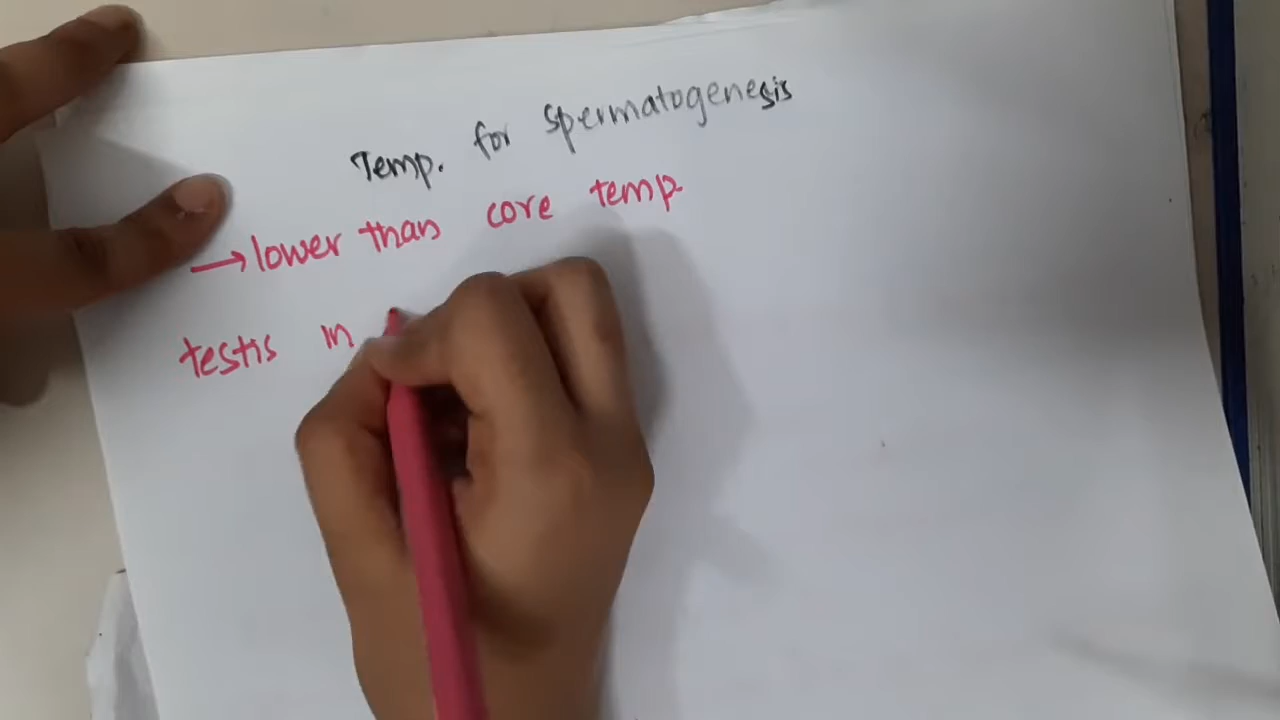 Temp. for spermatogenesis
→ lower than core temp.
testis in